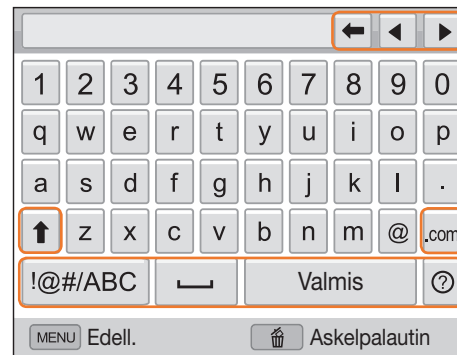 1 2 3 4 5 6 7 8 9 0
q w e r t y u i o p
a s d f g h j k l .
z x c v b n m @ .com
!@#/ABC Valmis ?
MENU Edell. Askelpalautin